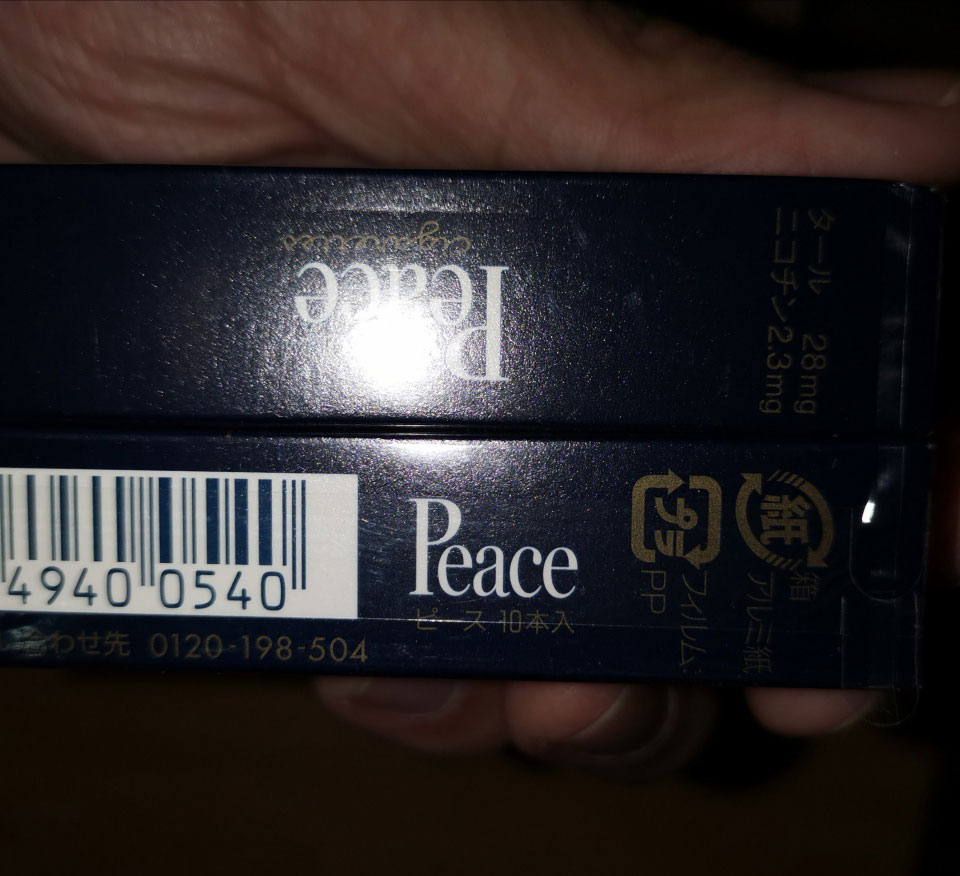 Peace
cigarettes
タール 28mg
ニコチン 2.3mg
4940 0540
Peace
ピース 10本入
わせ先 0120-198-504
プラ
PP フィルム
紙
箱 アルミ紙